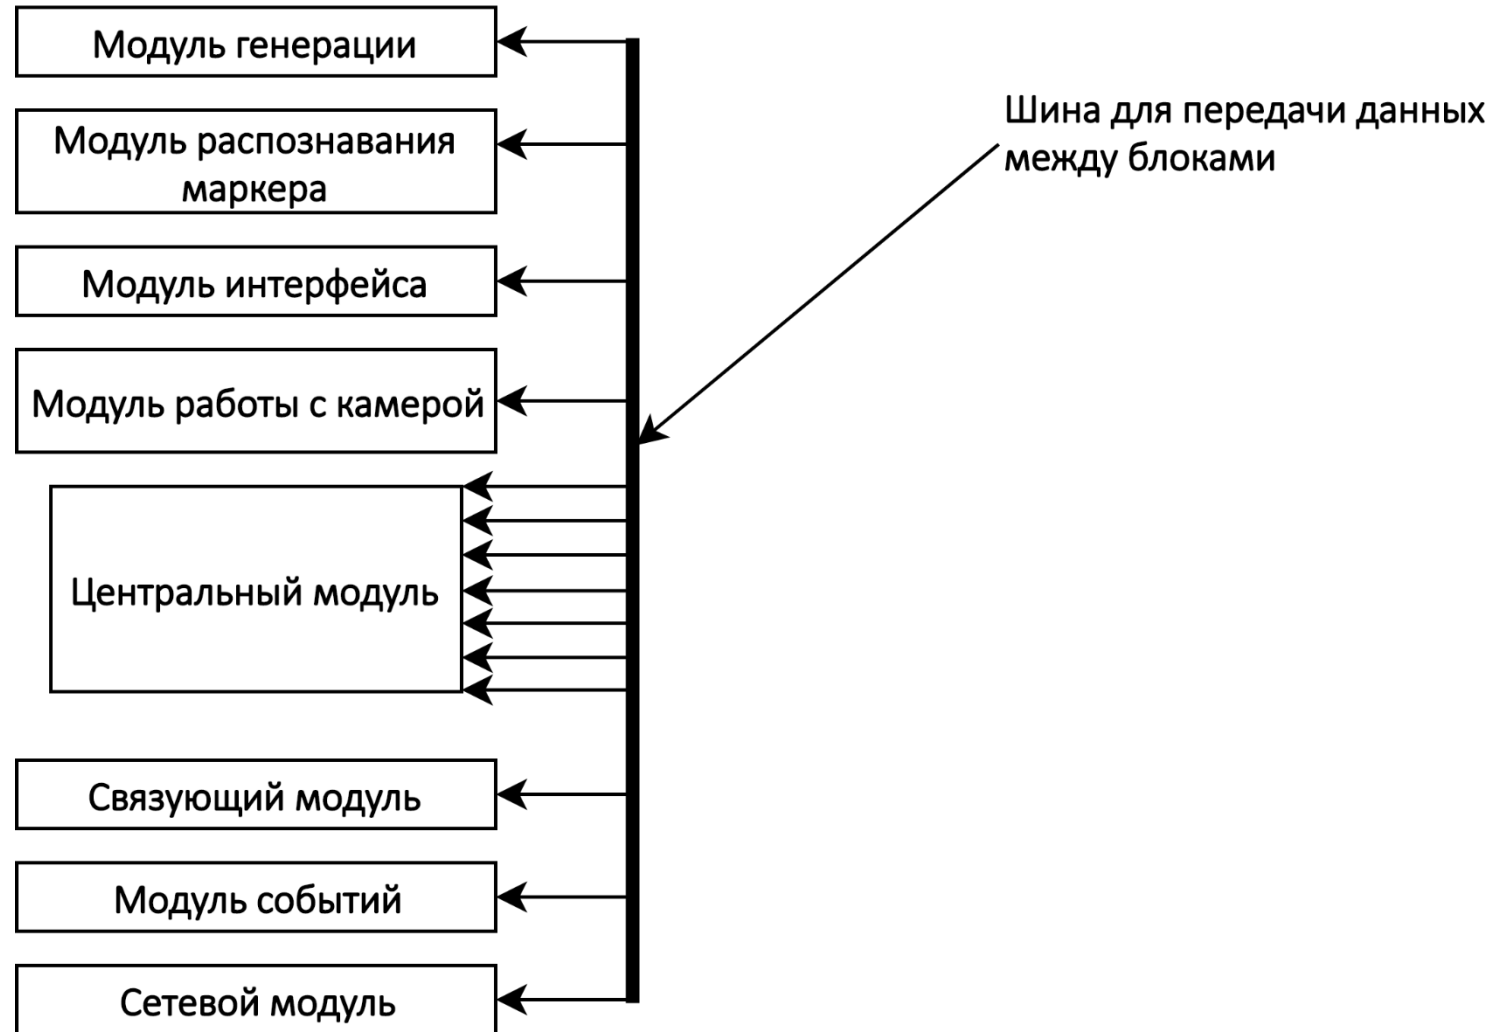 Модуль генерации
Модуль распознавания
маркера
Модуль интерфейса
Модуль работы с камерой
Центральный модуль
Связующий модуль
Модуль событий
Сетевой модуль
Шина для передачи данных
между блоками